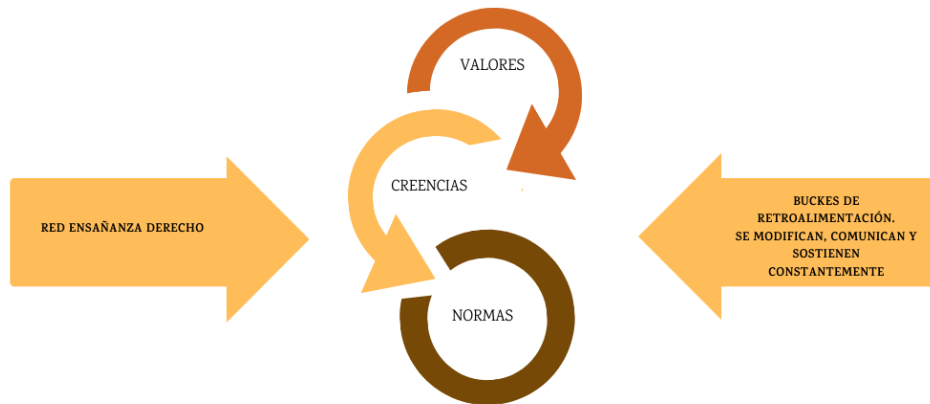 VALORES
CREENCIAS
RED ENSAÑANZA DERECHO
BUCKES DE
RETROALIMENTACIÓN.
SE MODIFICAN, COMUNICAN Y
SOSTIENEN
CONSTANTEMENTE
NORMAS